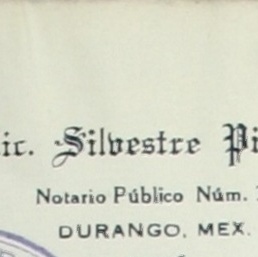 ic. Silvestre Pi
Notario Público Núm.
DURANGO, MEX.